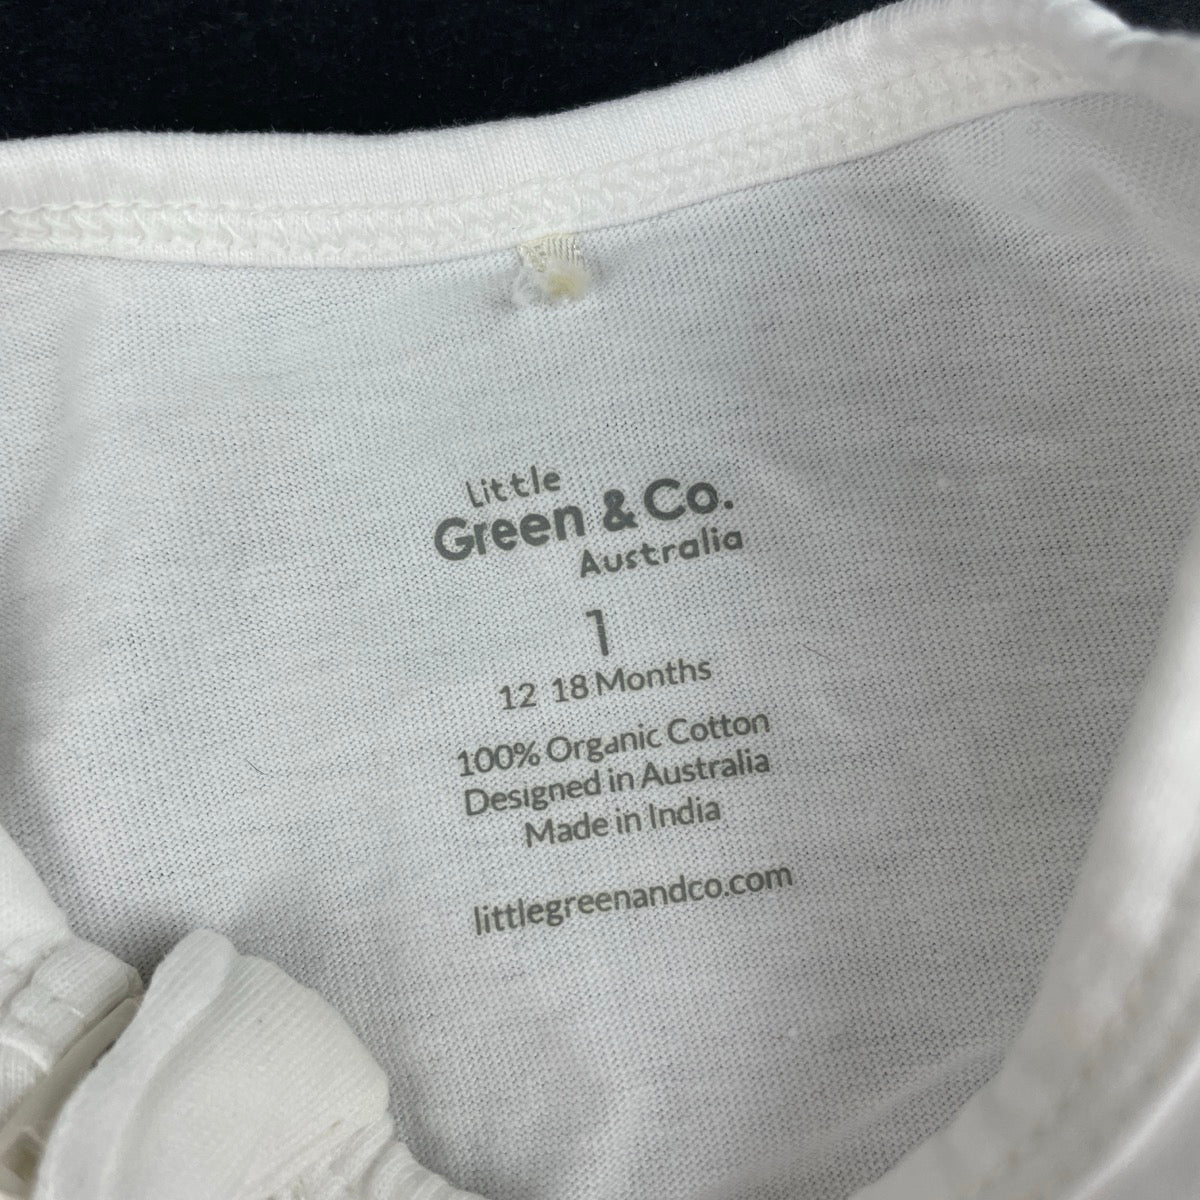 Little
Green & Co.
Australia
1
12 18 Months
100% Organic Cotton
Designed in Australia
Made in India
littlegreenandco.com